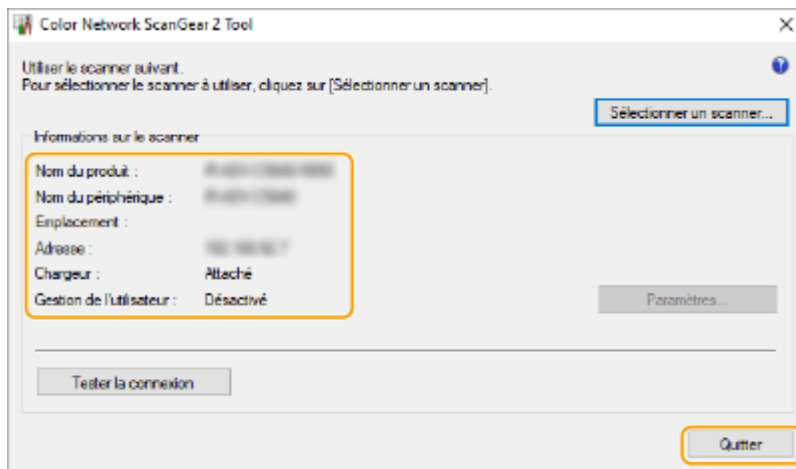 Color Network ScanGear 2 Tool
Utiliser le scanner suivant.
Pour sélectionner le scanner à utiliser, cliquez sur [Sélectionner un scanner].
Sélectionner un scanner...
Informations sur le scanner
Nom du produit :
Nom du périphérique :
Emplacement :
Adresse :
Chargeur : Attaché
Gestion de l'utilisateur : Désactivé
Paramètres...
Tester la connexion
Quitter